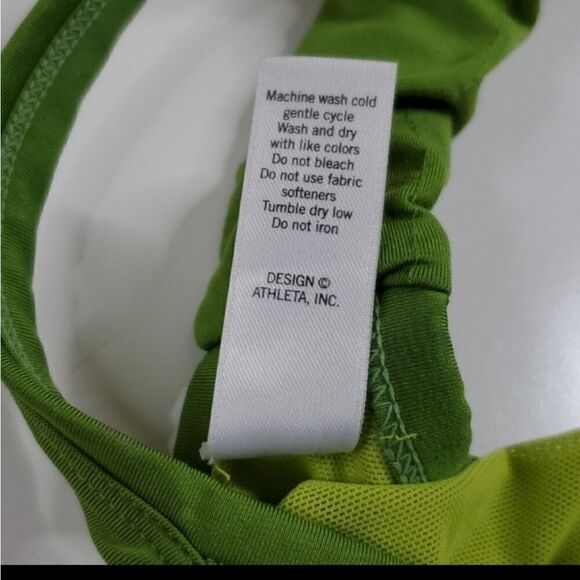 Machine wash cold
gentle cycle
Wash and dry
with like colors
Do not bleach
Do not use fabric
softeners
Tumble dry low
Do not iron
DESIGN ©
ATHLETA, INC.